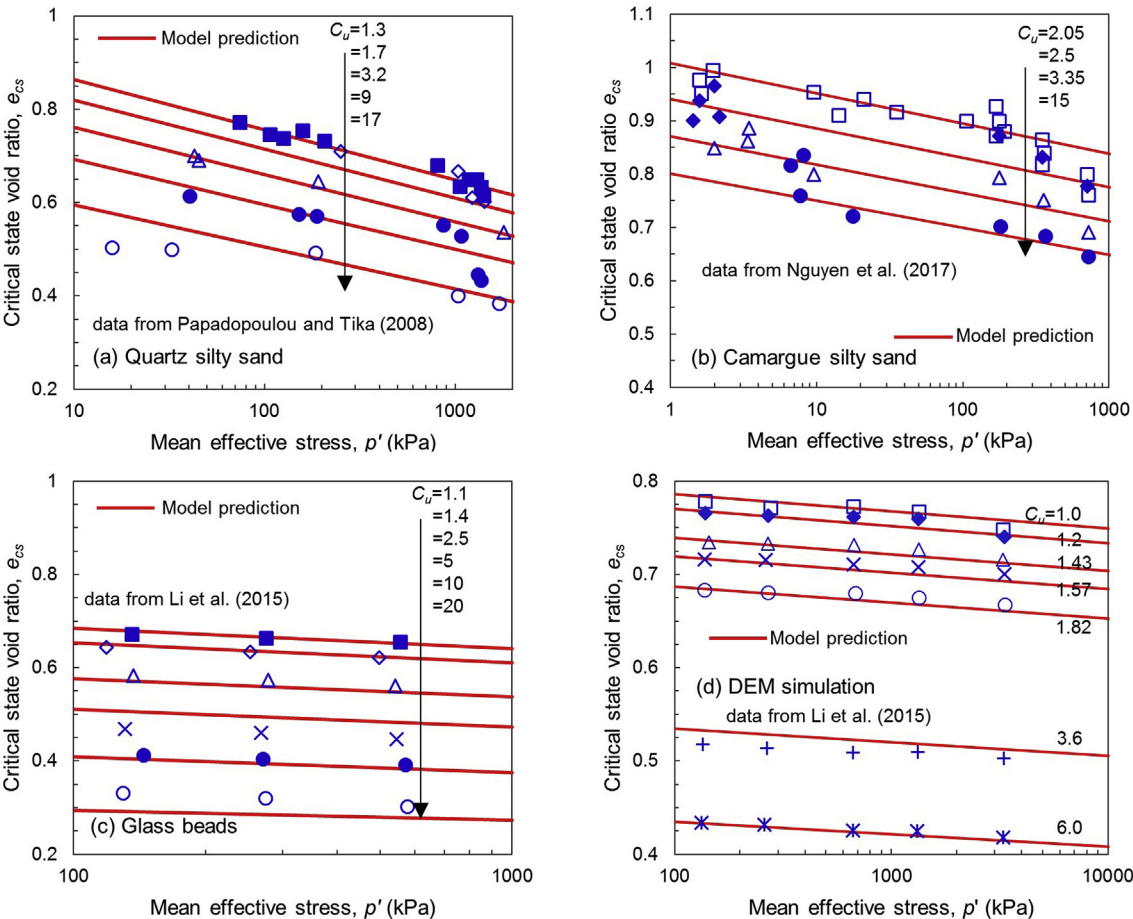 1
0.8
0.6
0.4
0.2
10
100
1000
Critical state void ratio, ecs
Mean effective stress, p′ (kPa)
Model prediction
Cu=1.3
=1.7
=3.2
=9
=17
data from Papadopoulou and Tika (2008)
(a) Quartz silty sand
1.1
1
0.9
0.8
0.7
0.6
0.5
0.4
1
10
100
1000
Critical state void ratio, ecs
Mean effective stress, p′ (kPa)
Cu=2.05
=2.5
=3.35
=15
data from Nguyen et al. (2017)
Model prediction
(b) Camargue silty sand
1
0.8
0.6
0.4
0.2
100
1000
Critical state void ratio, ecs
Mean effective stress, p′ (kPa)
Model prediction
Cu=1.1
=1.4
=2.5
=5
=10
=20
data from Li et al. (2015)
(c) Glass beads
0.8
0.7
0.6
0.5
0.4
100
1000
10000
Critical state void ratio, ecs
Mean effective stress, p' (kPa)
Cu=1.0
1.2
1.43
1.57
1.82
Model prediction
(d) DEM simulation
data from Li et al. (2015)
3.6
6.0